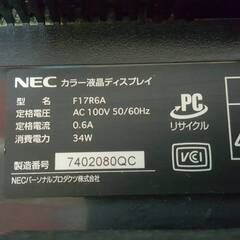 NEC カラー液晶ディスプレイ
型 名 F17R6A
定格電圧 AC 100V 50/60Hz
定格電流 0.6A
消費電力 34W
製造番号 7402080QC
NECパーソナルプロダクツ株式会社
PC
リサイクル
VCI